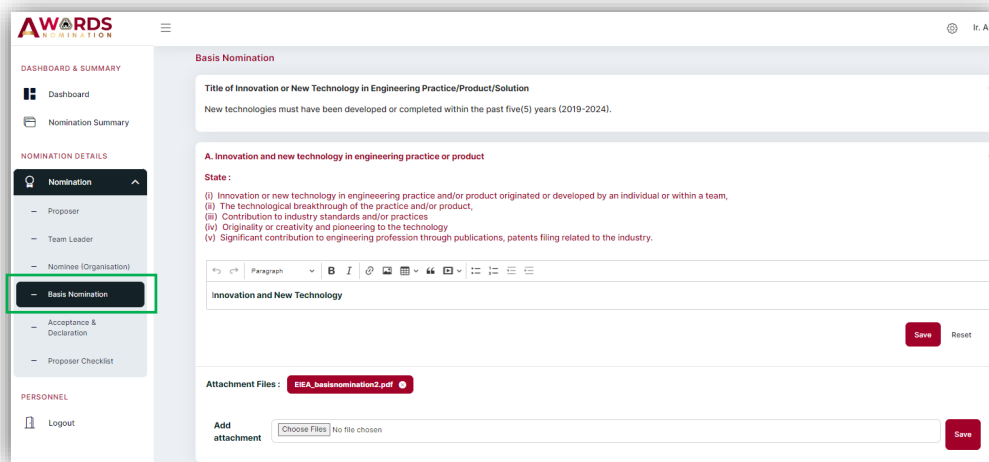 AWARDS
NOMINATION
Ir. A
DASHBOARD & SUMMARY
Dashboard
Nomination Summary
NOMINATION DETAILS
Nomination
– Proposer
– Team Leader
– Nominee (Organisation)
– Basis Nomination
– Acceptance &
Declaration
– Proposer Checklist
PERSONNEL
Logout
Basis Nomination
Title of Innovation or New Technology in Engineering Practice/Product/Solution
New technologies must have been developed or completed within the past five(5) years (2019-2024).
A. Innovation and new technology in engineering practice or product
State :
(i) Innovation or new technology in engineeering practice and/or product originated or developed by an individual or within a team,
(ii) The technological breakthrough of the practice and/or product,
(iii) Contribution to industry standards and/or practices
(iv) Originality or creativity and pioneering to the technology
(v) Significant contribution to engineering profession through publications, patents filing related to the industry.
Paragraph B I
Innovation and New Technology
Save Reset
Attachment Files : EIEA_basisnomination2.pdf
Add
attachment
Choose Files No file chosen
Save